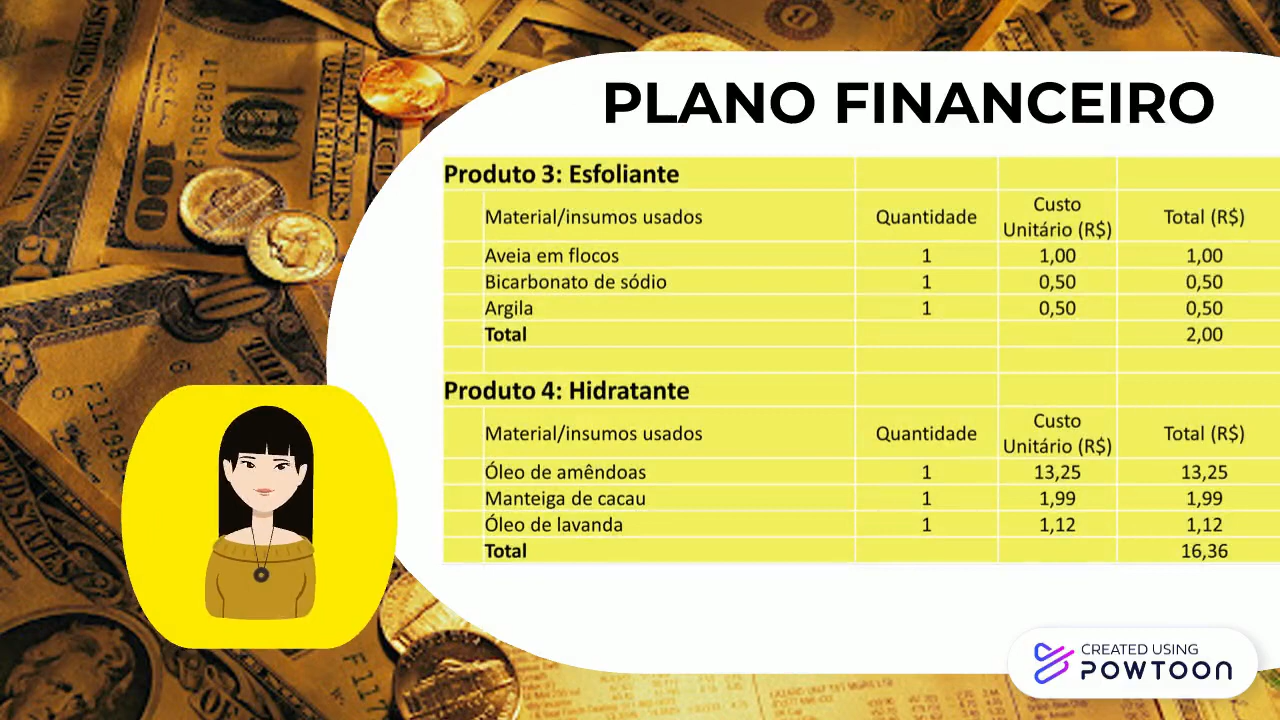 PLANO FINANCEIRO
Produto 3: Esfoliante
Material/insumos usados Quantidade Custo Unitário (R$) Total (R$)
Aveia em flocos 1 1,00 1,00
Bicarbonato de sódio 1 0,50 0,50
Argila 1 0,50 0,50
Total 2,00
Produto 4: Hidratante
Material/insumos usados Quantidade Custo Unitário (R$) Total (R$)
Óleo de amêndoas 1 13,25 13,25
Manteiga de cacau 1 1,99 1,99
Óleo de lavanda 1 1,12 1,12
Total 16,36
CREATED USING
POWTOON
100